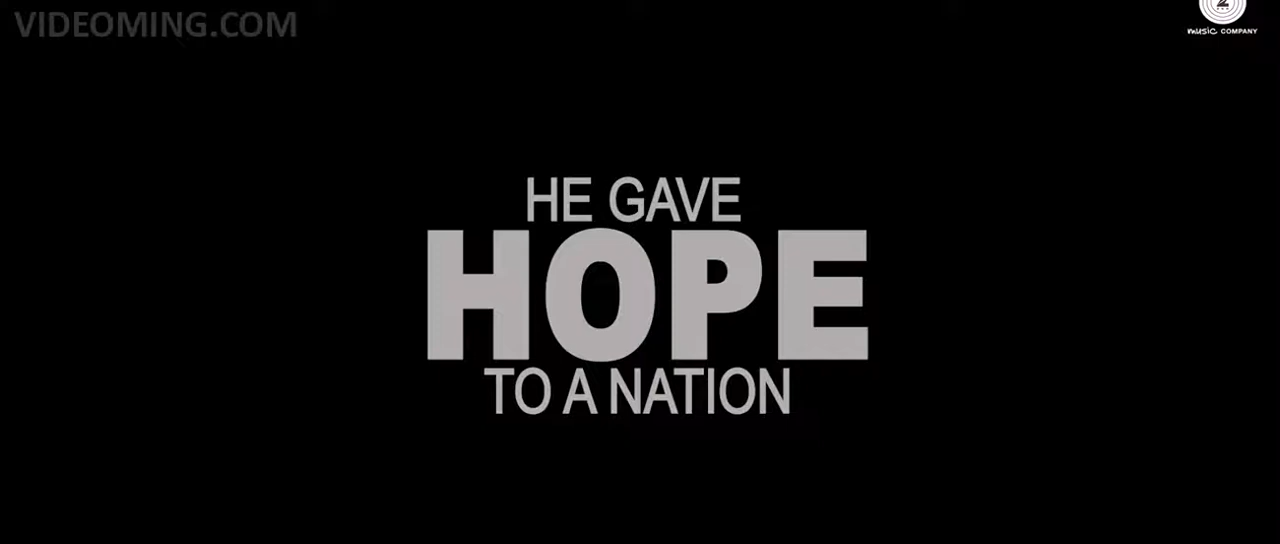 VIDEOMING.COM
music COMPANY
HE GAVE
HOPE
TO A NATION